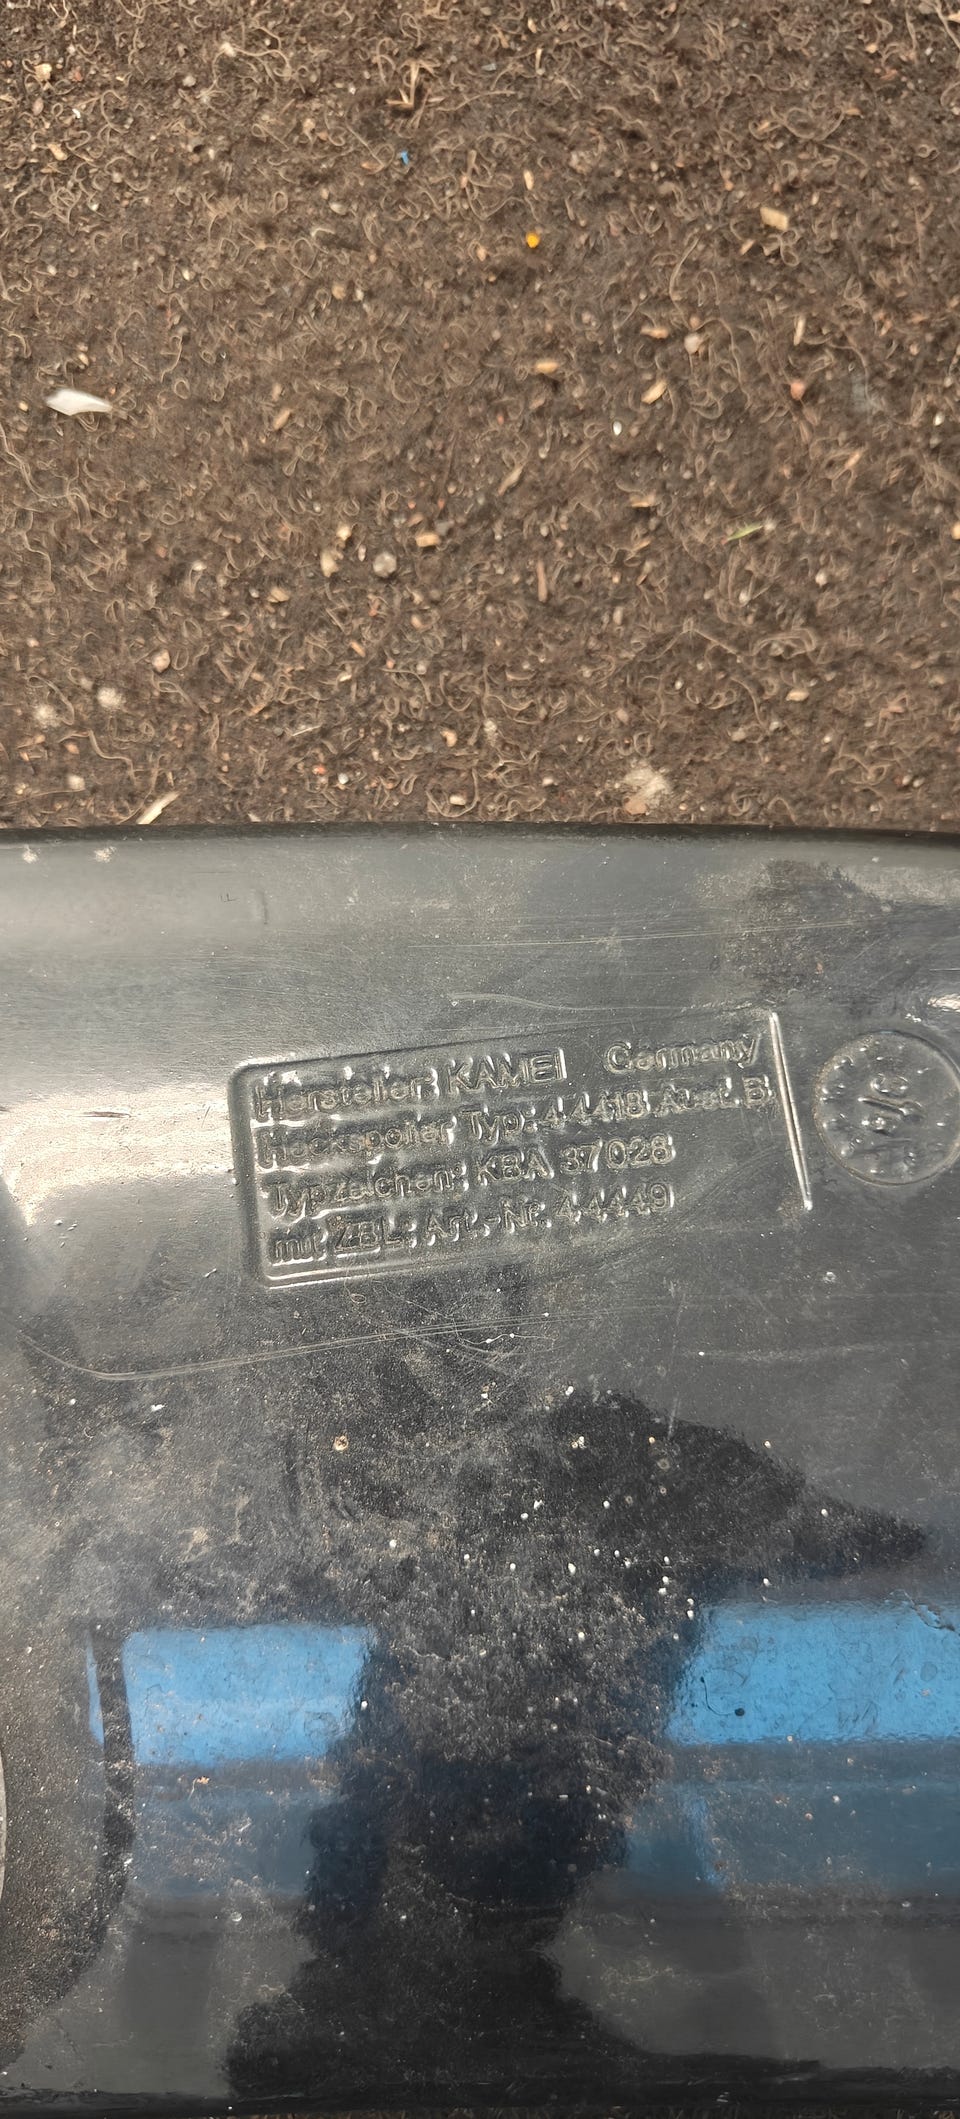 Hersteller: KAMEI Germany
Heckspoiler Typ: 44418 Ausf. B
Typzeichen: KBA 37028
mit ZBL: Art.-Nr. 44449